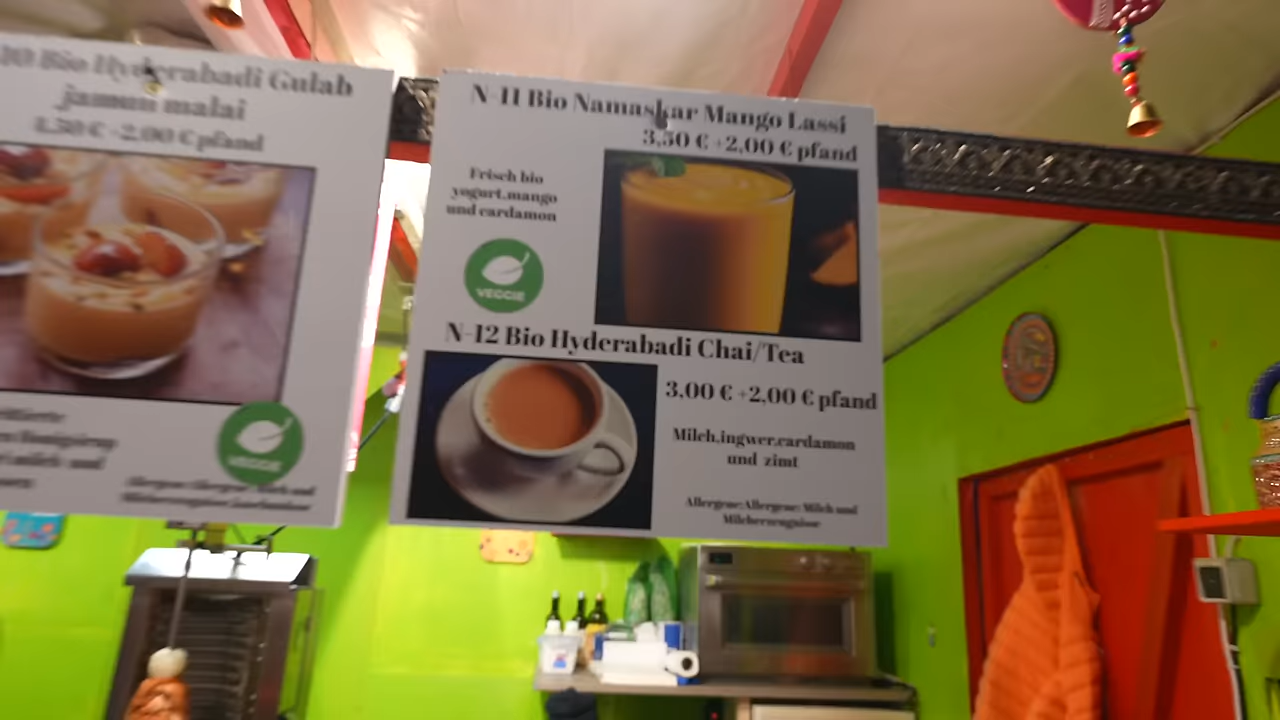 Bio Hyderabadi Gulab
jamun malai
4,50 € +2,00 € pfand
VEGGIE
N-11 Bio Namaskar Mango Lassi
3,50 € +2,00 € pfand
Frisch bio
yogurt,mango
und cardamon
VEGGIE
N-12 Bio Hyderabadi Chai/Tea
3,00 € +2,00 € pfand
Milch,ingwer,cardamon
und zimt
Allergene:Allergene: Milch und
Milcherzeugnisse